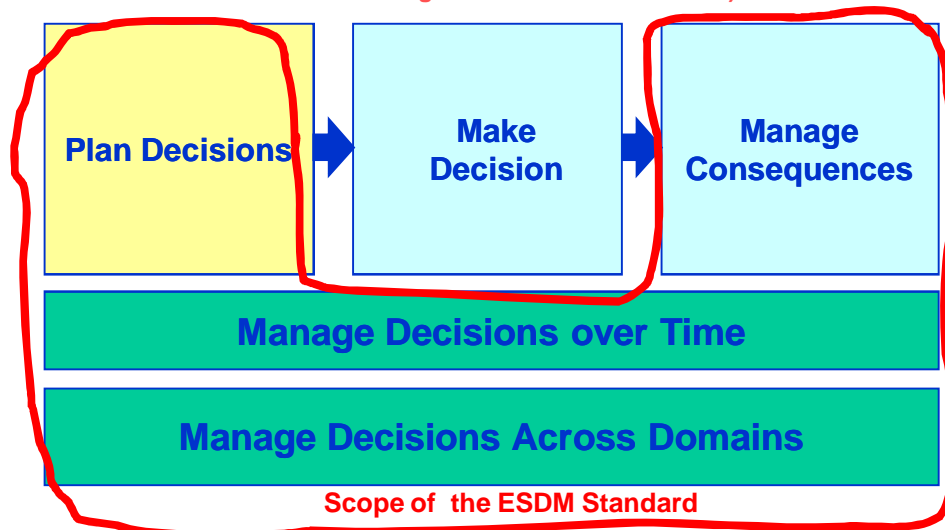 Plan Decisions
Make
Decision
Manage
Consequences
Manage Decisions over Time
Manage Decisions Across Domains
Scope of the ESDM Standard